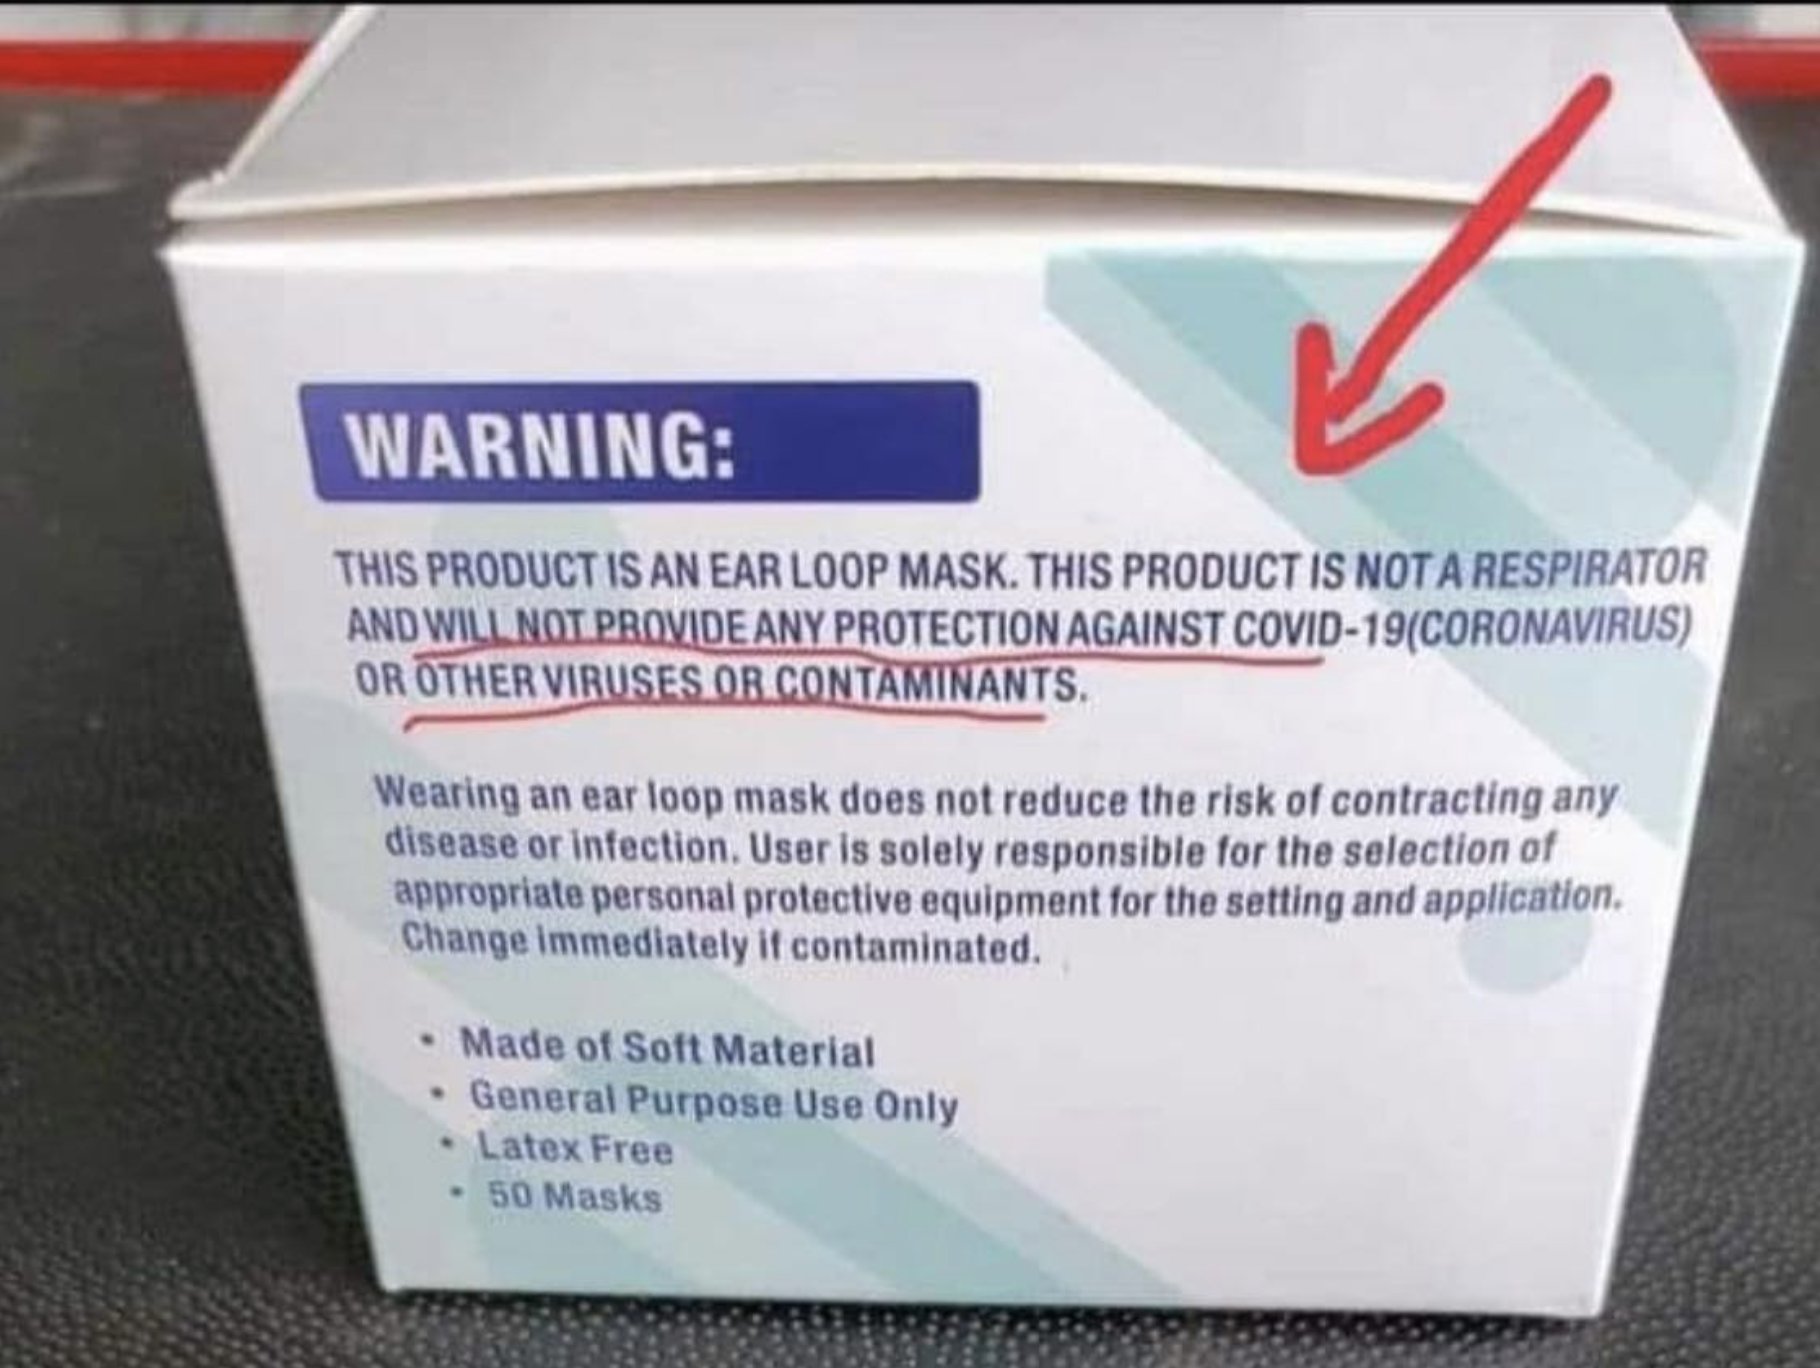 WARNING:
THIS PRODUCT IS AN EAR LOOP MASK. THIS PRODUCT IS NOT A RESPIRATOR
AND WILL NOT PROVIDE ANY PROTECTION AGAINST COVID-19(CORONAVIRUS)
OR OTHER VIRUSES OR CONTAMINANTS.
Wearing an ear loop mask does not reduce the risk of contracting any
disease or infection. User is solely responsible for the selection of
appropriate personal protective equipment for the setting and application.
Change immediately if contaminated.
• Made of Soft Material
• General Purpose Use Only
• Latex Free
• 50 Masks